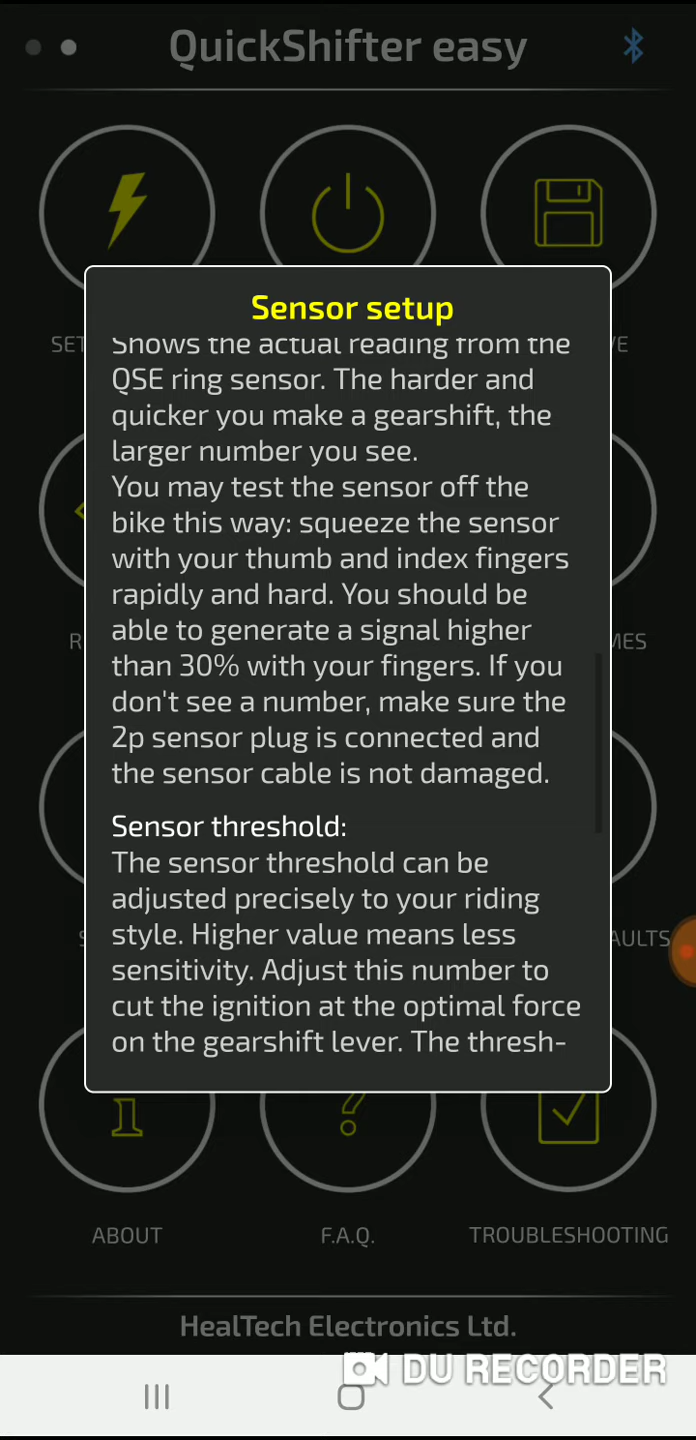 QuickShifter easy
Sensor setup
Shows the actual reading from the
QSE ring sensor. The harder and
quicker you make a gearshift, the
larger number you see.
You may test the sensor off the
bike this way: squeeze the sensor
with your thumb and index fingers
rapidly and hard. You should be
able to generate a signal higher
than 30% with your fingers. If you
don't see a number, make sure the
2p sensor plug is connected and
the sensor cable is not damaged.
Sensor threshold:
The sensor threshold can be
adjusted precisely to your riding
style. Higher value means less
sensitivity. Adjust this number to
cut the ignition at the optimal force
on the gearshift lever. The thresh-
ABOUT
F.A.Q.
TROUBLESHOOTING
HealTech Electronics Ltd.
DU RECORDER